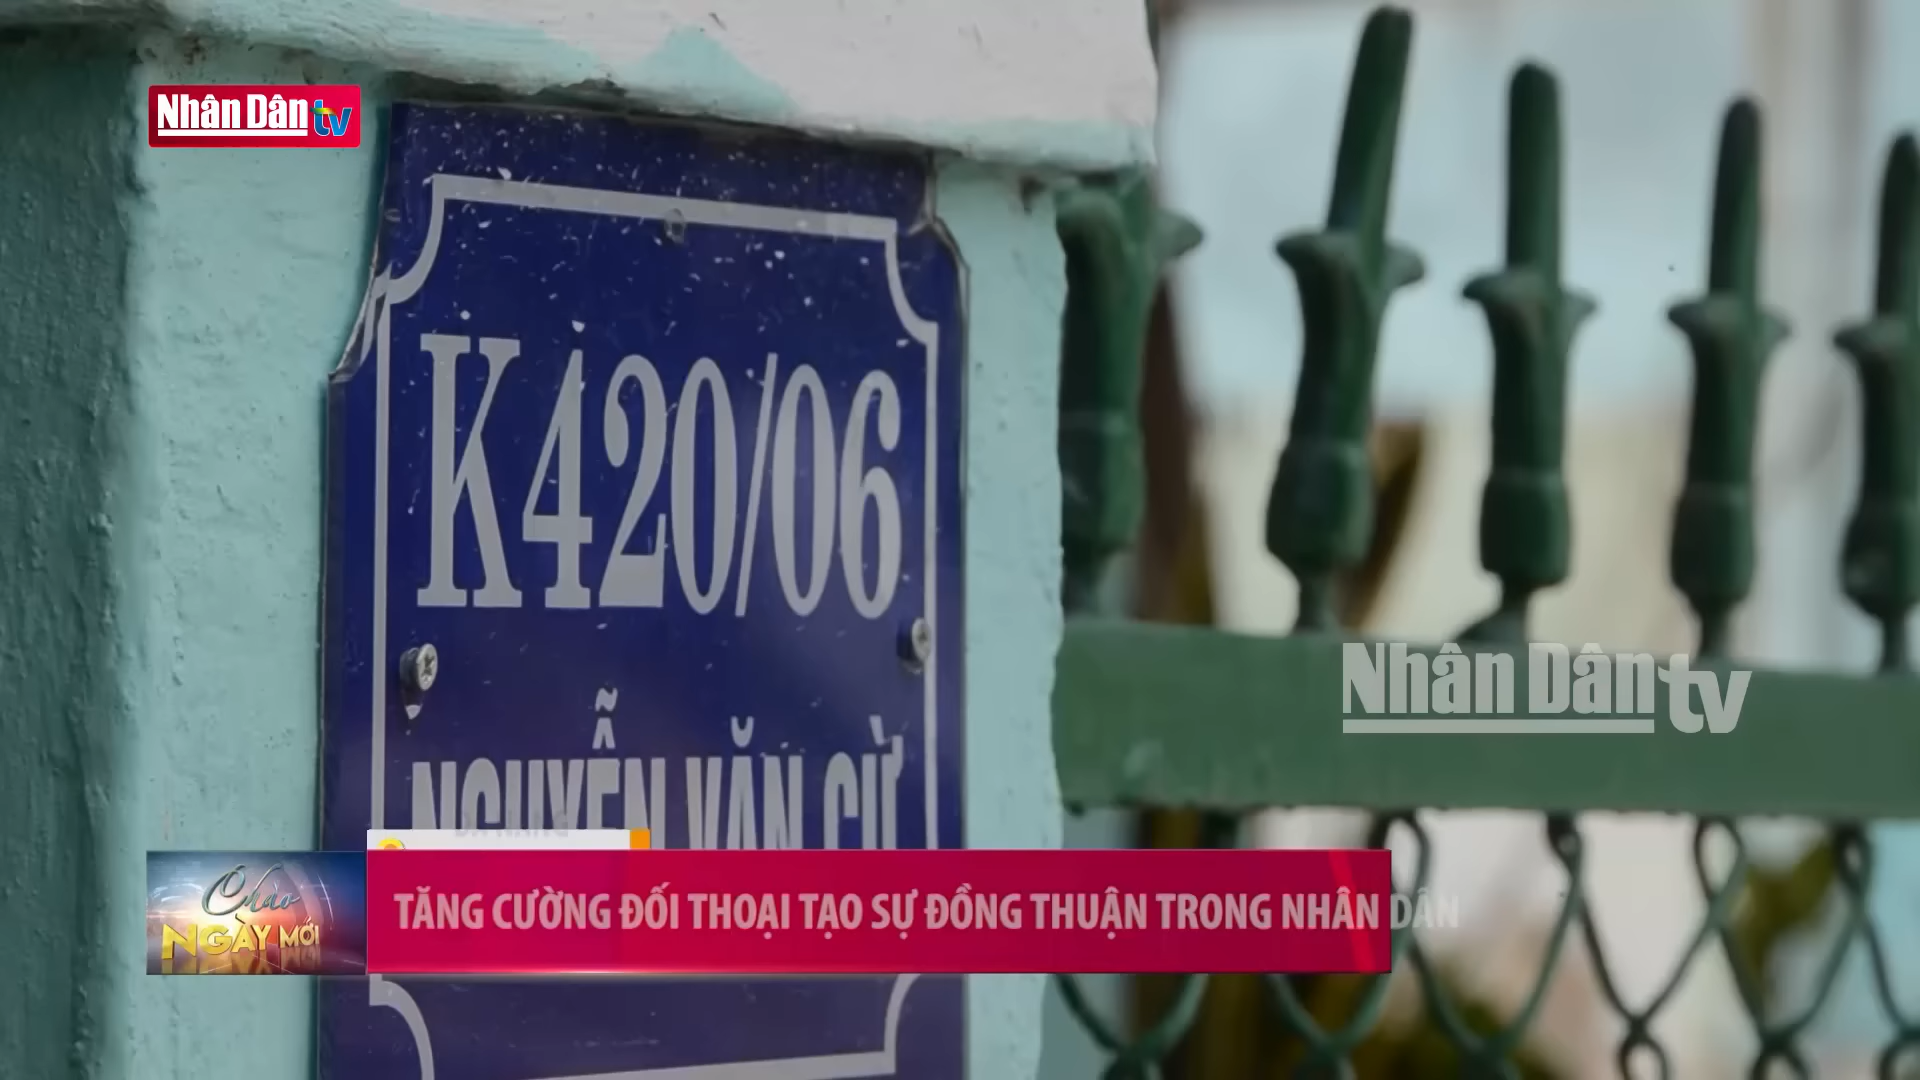 Nhân Dân tv
K420/06
NGUYỄN VĂN CỪ
Nhân Dân tv
Chào
NGÀY MỚI
TĂNG CƯỜNG ĐỐI THOẠI TẠO SỰ ĐỒNG THUẬN TRONG NHÂN DÂN